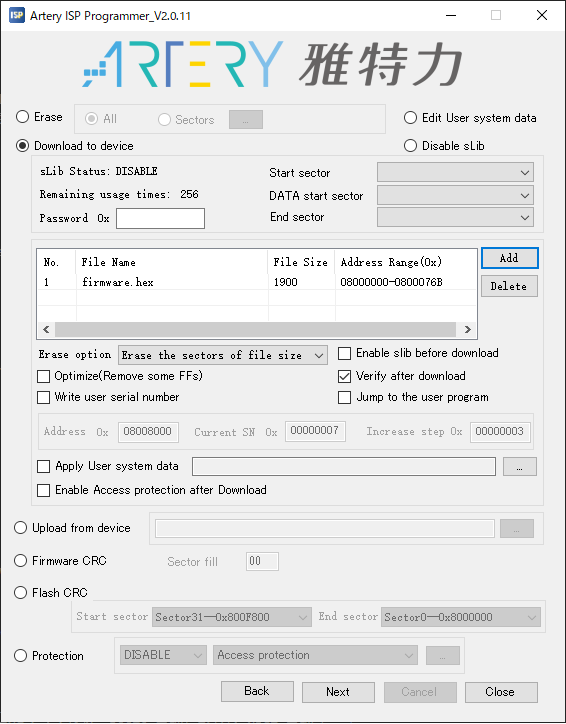 ISP Artery ISP Programmer_V2.0.11
ARTERY 雅特力
Erase All Sectors ... Edit User system data
Download to device Disable sLib
sLib Status: DISABLE Start sector
Remaining usage times: 256 DATA start sector
Password 0x End sector
No. File Name File Size Address Range(0x) Add
1 firmware.hex 1900 08000000-0800076B Delete
Erase option Erase the sectors of file size Enable slib before download
Optimize(Remove some FFs) Verify after download
Write user serial number Jump to the user program
Address 0x 08008000 Current SN 0x 00000007 Increase step 0x 00000003
Apply User system data ...
Enable Access protection after Download
Upload from device ...
Firmware CRC Sector fill 00
Flash CRC
Start sector Sector31--0x800F800 End sector Sector0--0x8000000
Protection DISABLE Access protection ...
Back Next Cancel Close